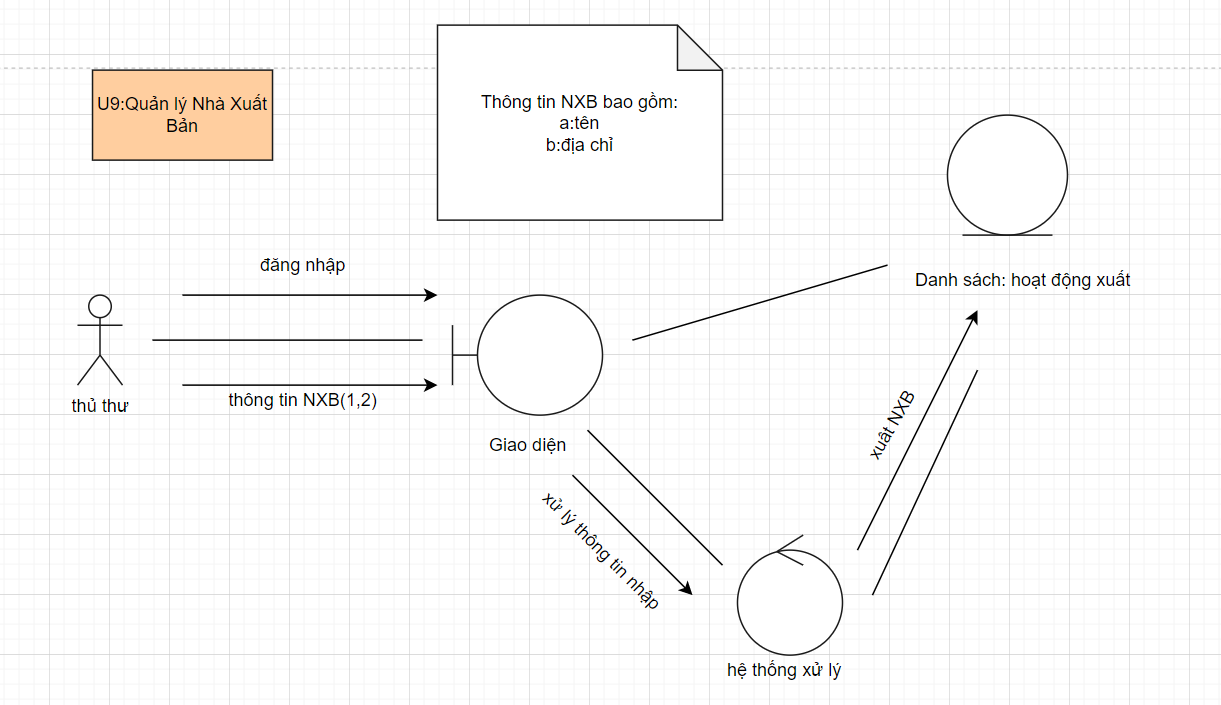 U9:Quản lý Nhà Xuất
Bản
Thông tin NXB bao gồm:
a:tên
b:địa chỉ
đăng nhập
Danh sách: hoạt động xuất
thông tin NXB(1,2)
thủ thư
Giao diện
xuât NXB
xử lý thông tin nhập
hệ thống xử lý